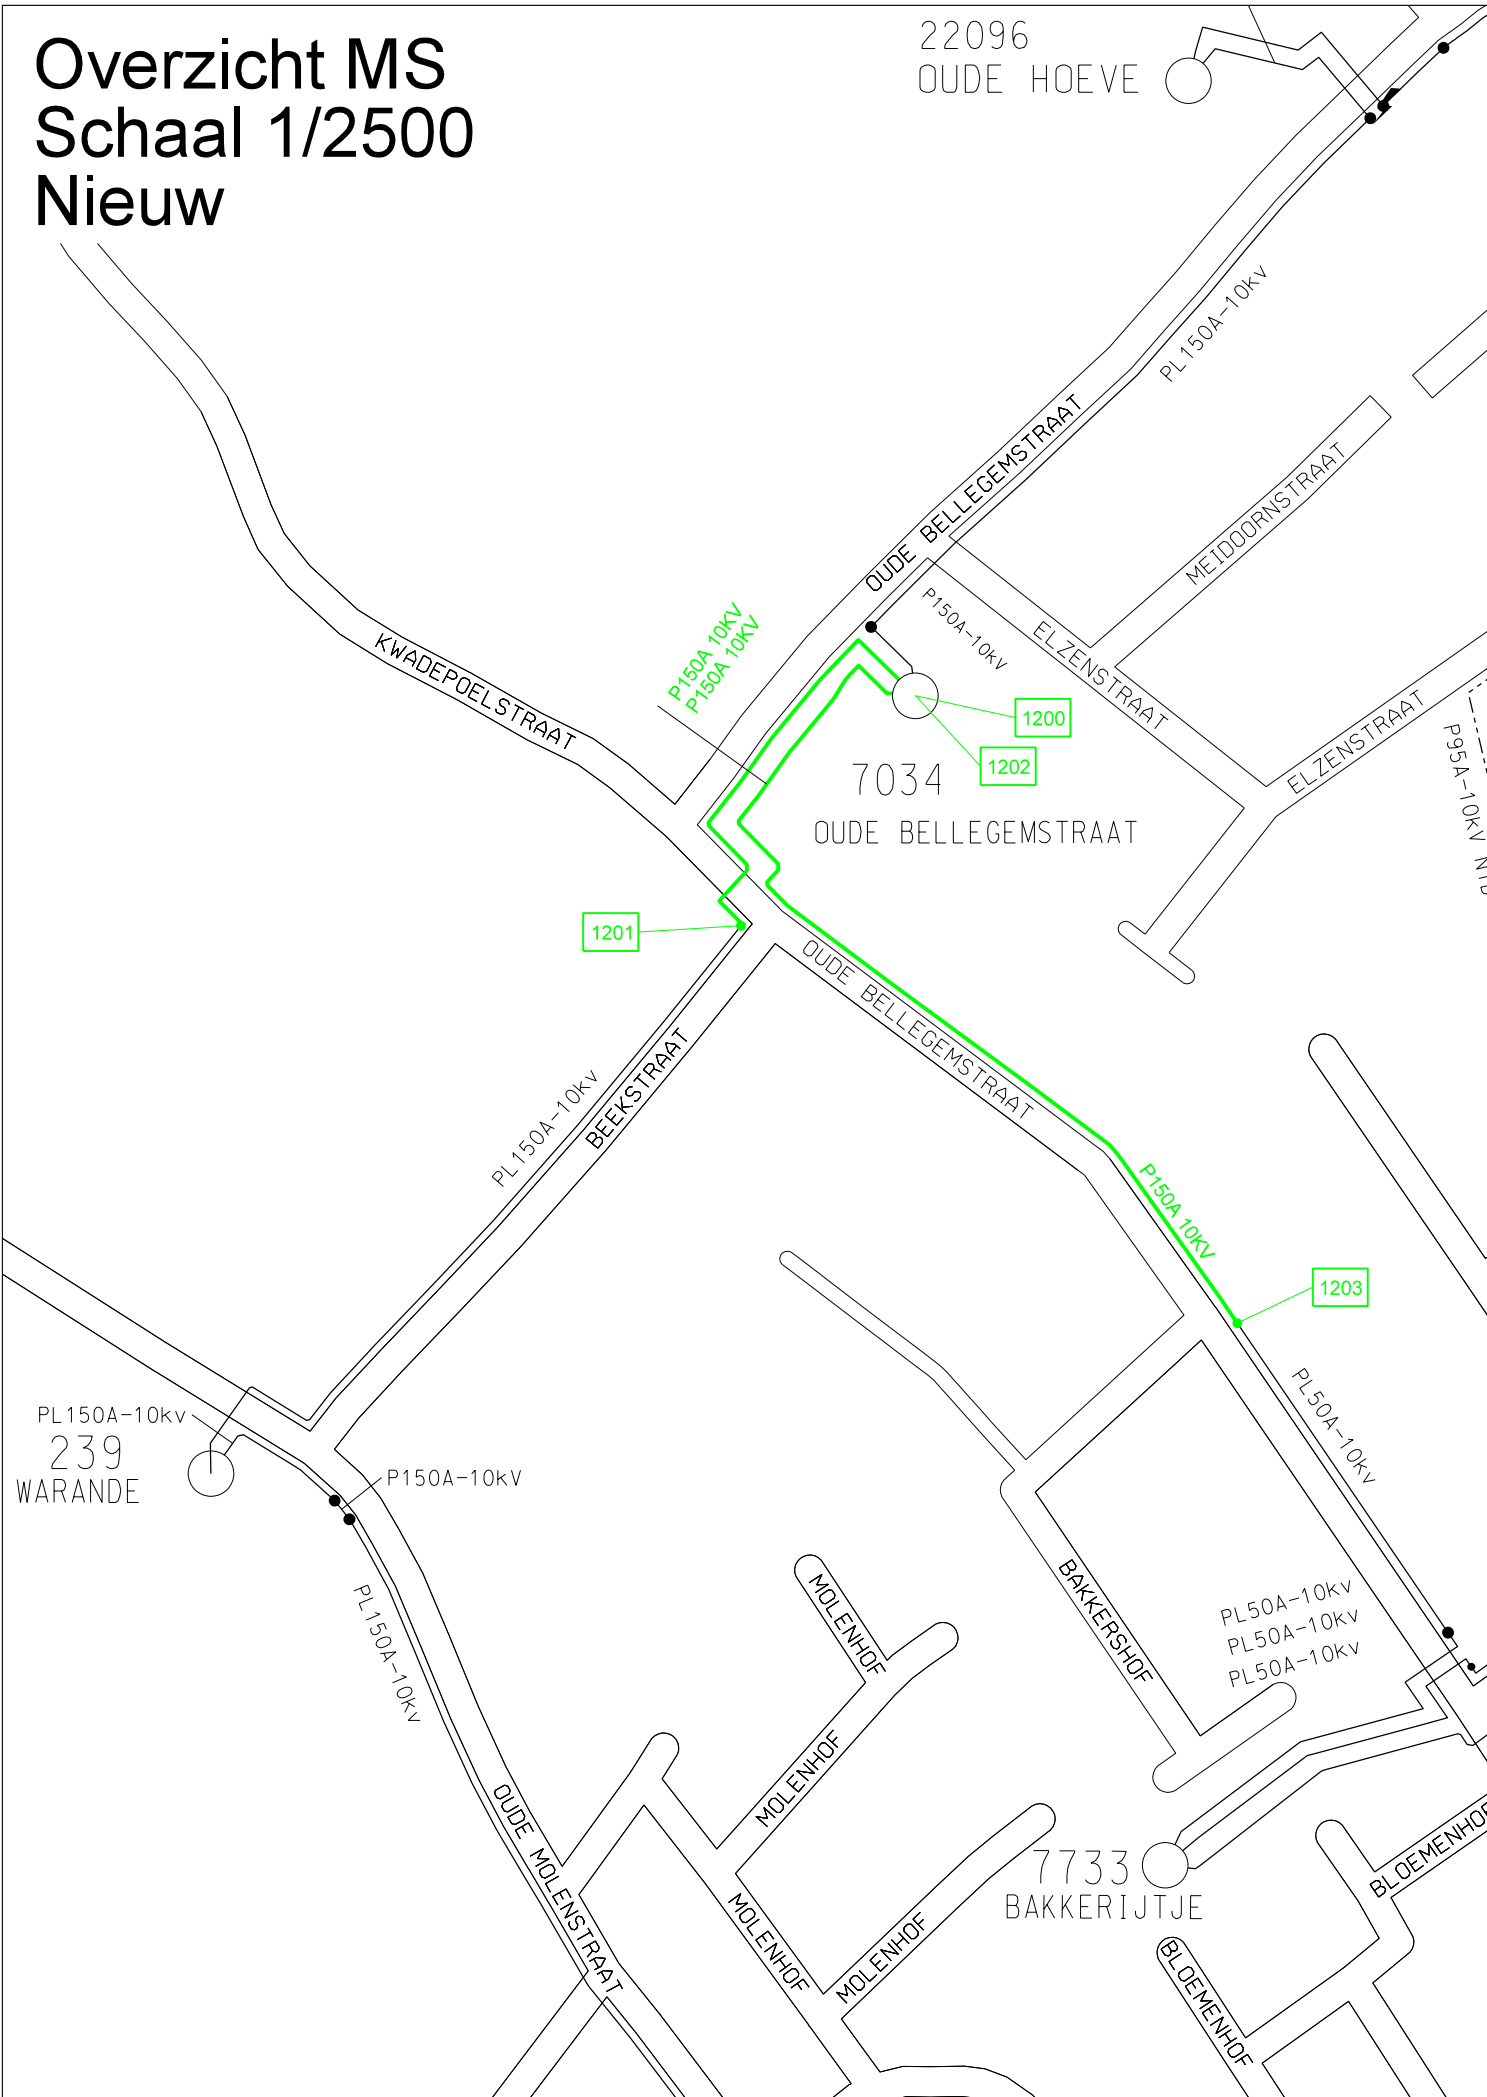 Overzicht MS
Schaal 1/2500
Nieuw
22096
OUDE HOEVE
PL150A-10kv
OUDE BELLEGEMSTRAAT
MEIDOORNSTRAAT
P150A-10kV
ELZENSTRAAT
ELZENSTRAAT
P95A-10kV
KWADEPOELSTRAAT
P150A 10KV
P150A 10KV
1200
1202
7034
OUDE BELLEGEMSTRAAT
1201
OUDE BELLEGEMSTRAAT
BEEKSTRAAT
PL150A-10kv
P150A 10KV
1203
PL50A-10kv
PL150A-10kv
239
WARANDE
P150A-10kV
PL150A-10kv
BAKKERSHOF
PL50A-10kv
PL50A-10kv
PL50A-10kv
MOLENHOF
MOLENHOF
OUDE MOLENSTRAAT
MOLENHOF
MOLENHOF
7733
BAKKERIJTJE
BLOEMENHOF
BLOEMENHOF